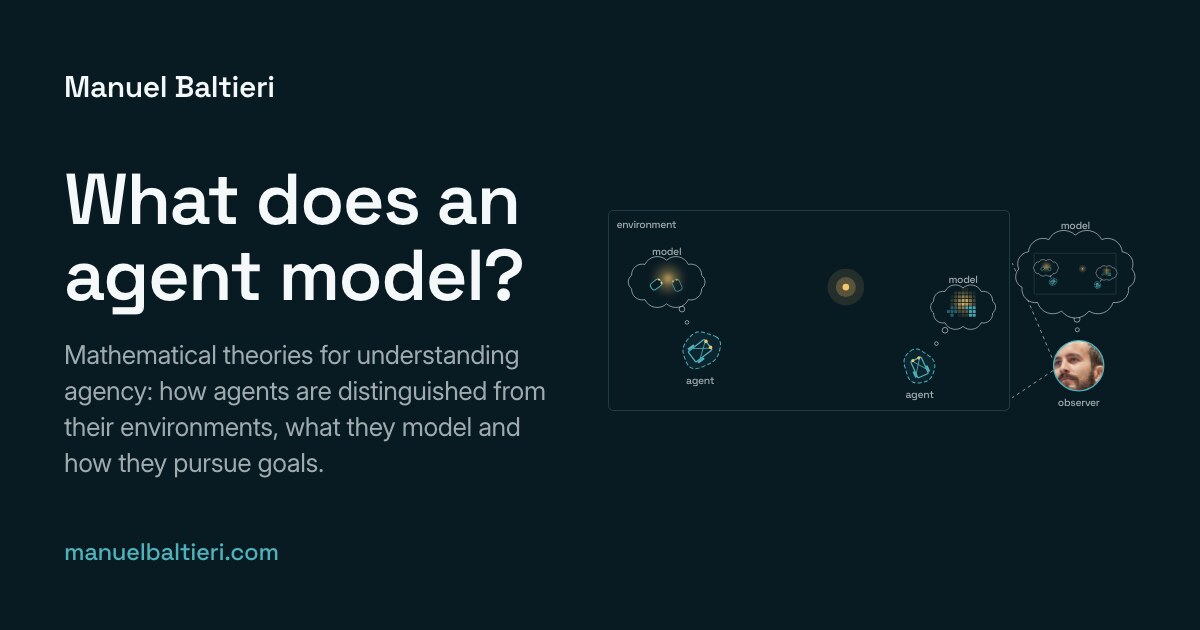 Manuel Baltieri
What does an
agent model?
Mathematical theories for understanding
agency: how agents are distinguished from
their environments, what they model and
how they pursue goals.
manuelbaltieri.com
environment
model
agent
model
agent
model
observer